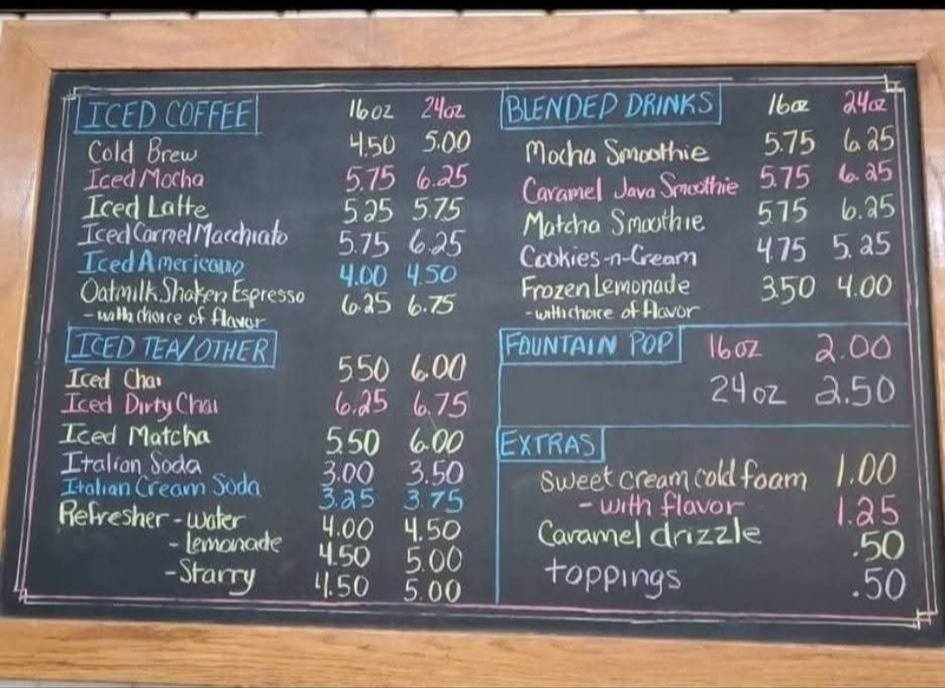 ICED COFFEE 16oz 24oz
Cold Brew 4.50 5.00
Iced Mocha 5.75 6.25
Iced Latte 5.25 5.75
Iced Carmel Macchiato 5.75 6.25
Iced Americano 4.00 4.50
Oatmilk Shaken Espresso 6.25 6.75
- with choice of flavor
ICED TEA/OTHER
Iced Chai 5.50 6.00
Iced Dirty Chai 6.25 6.75
Iced Matcha 5.50 6.00
Italian Soda 3.00 3.50
Italian Cream Soda 3.25 3.75
Refresher - water 4.00 4.50
- Lemonade 4.50 5.00
- Starry 4.50 5.00
BLENDED DRINKS 16oz 24oz
Mocha Smoothie 5.75 6.25
Caramel Java Smoothie 5.75 6.25
Matcha Smoothie 5.75 6.25
Cookies-n-Cream 4.75 5.25
Frozen Lemonade 3.50 4.00
- with choice of flavor
FOUNTAIN POP 16oz 2.00
24oz 2.50
EXTRAS
Sweet cream cold foam 1.00
- with flavor 1.25
Caramel drizzle .50
toppings .50